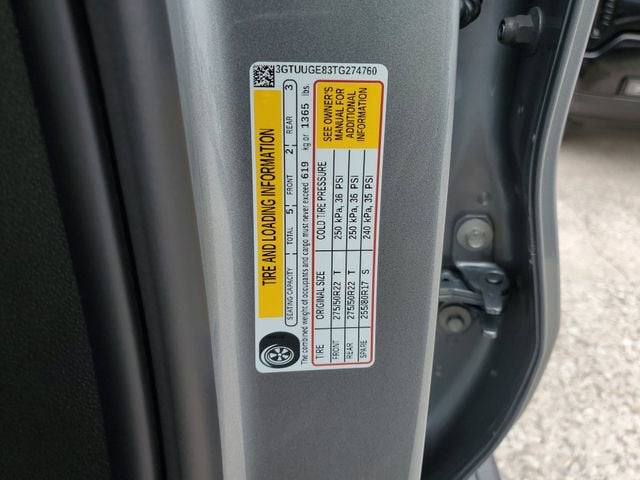 3GTUUGE83TG274760
TIRE AND LOADING INFORMATION
SEATING CAPACITY TOTAL 5 FRONT 2 REAR 3
The combined weight of occupants and cargo must never exceed 619 kg or 1365 lbs.
TIRE ORIGINAL SIZE COLD TIRE PRESSURE
FRONT 275/50R22 T 250 kPa, 36 PSI
REAR 275/50R22 T 250 kPa, 36 PSI
SPARE 255/80R17 S 240 kPa, 35 PSI
SEE OWNER'S
MANUAL FOR
ADDITIONAL
INFORMATION